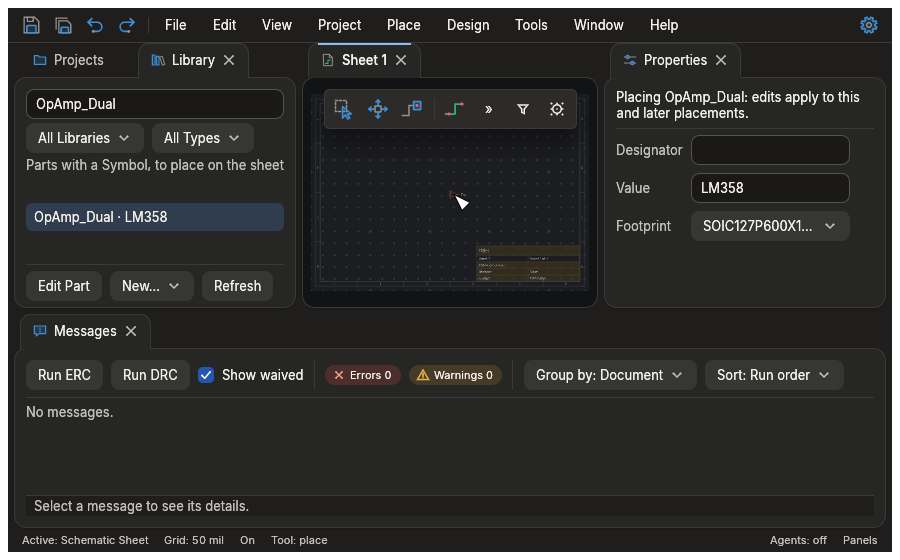 File Edit View Project Place Design Tools Window Help
Projects Library Sheet 1 Properties
OpAmp_Dual
All Libraries All Types
Parts with a Symbol, to place on the sheet
OpAmp_Dual · LM358
Edit Part New... Refresh
Placing OpAmp_Dual: edits apply to this
and later placements.
Designator
Value LM358
Footprint SOIC127P600X1...
Messages
Run ERC Run DRC Show waived Errors 0 Warnings 0 Group by: Document Sort: Run order
No messages.
Select a message to see its details.
Active: Schematic Sheet Grid: 50 mil On Tool: place Agents: off Panels